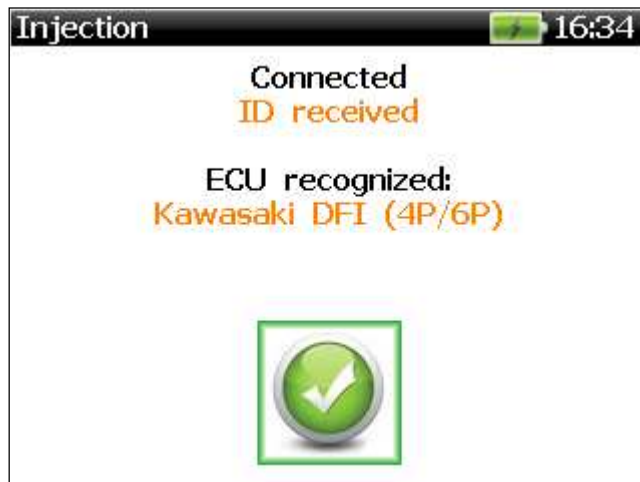 Injection 16:34
Connected
ID received
ECU recognized:
Kawasaki DFI (4P/6P)